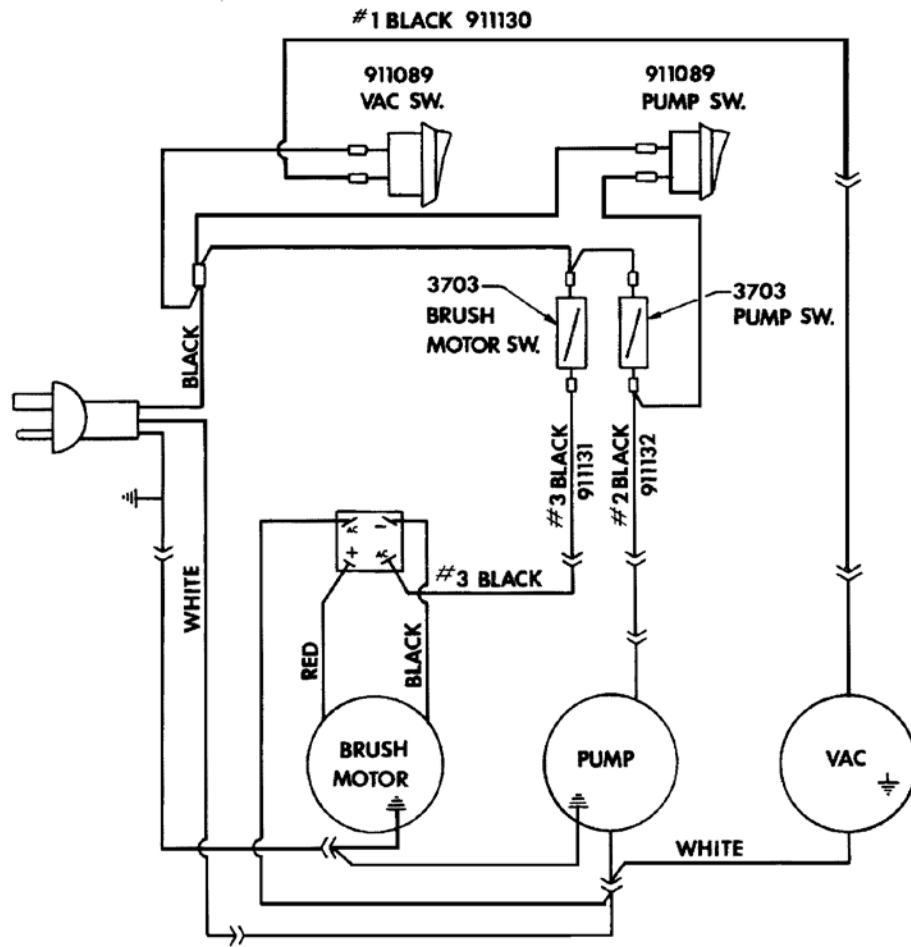 #1 BLACK 911130
911089
VAC SW.
911089
PUMP SW.
3703
BRUSH
MOTOR SW.
3703
PUMP SW.
BLACK
#3 BLACK
911131
#2 BLACK
911132
AC
-
+
AC
#3 BLACK
WHITE
RED
BLACK
BRUSH
MOTOR
PUMP
VAC
WHITE